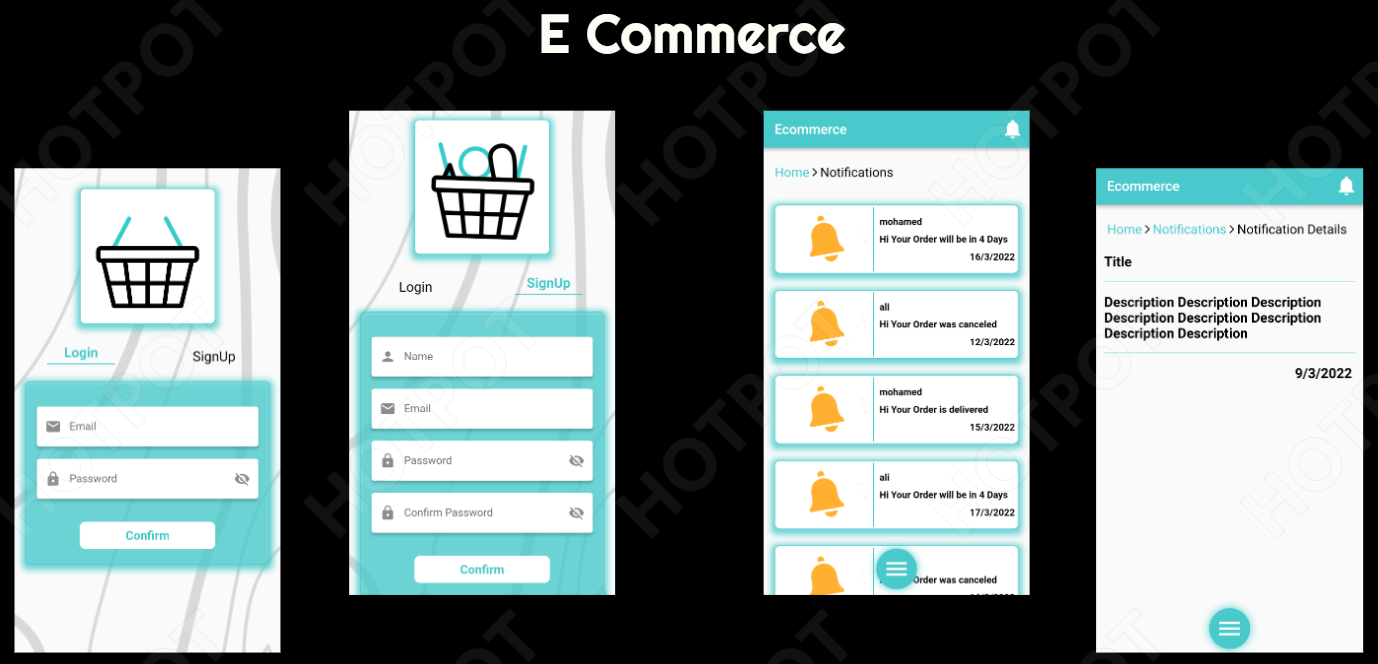 E Commerce
Login
SignUp
Email
Password
Confirm
Login
SignUp
Name
Email
Password
Confirm Password
Confirm
Ecommerce
Home > Notifications
mohamed
Hi Your Order will be in 4 Days
16/3/2022
ali
Hi Your Order was canceled
12/3/2022
mohamed
Hi Your Order is delivered
15/3/2022
ali
Hi Your Order will be in 4 Days
17/3/2022
Order was canceled
Ecommerce
Home > Notifications > Notification Details
Title
Description Description Description
Description Description Description
Description Description
9/3/2022
HOTPOT